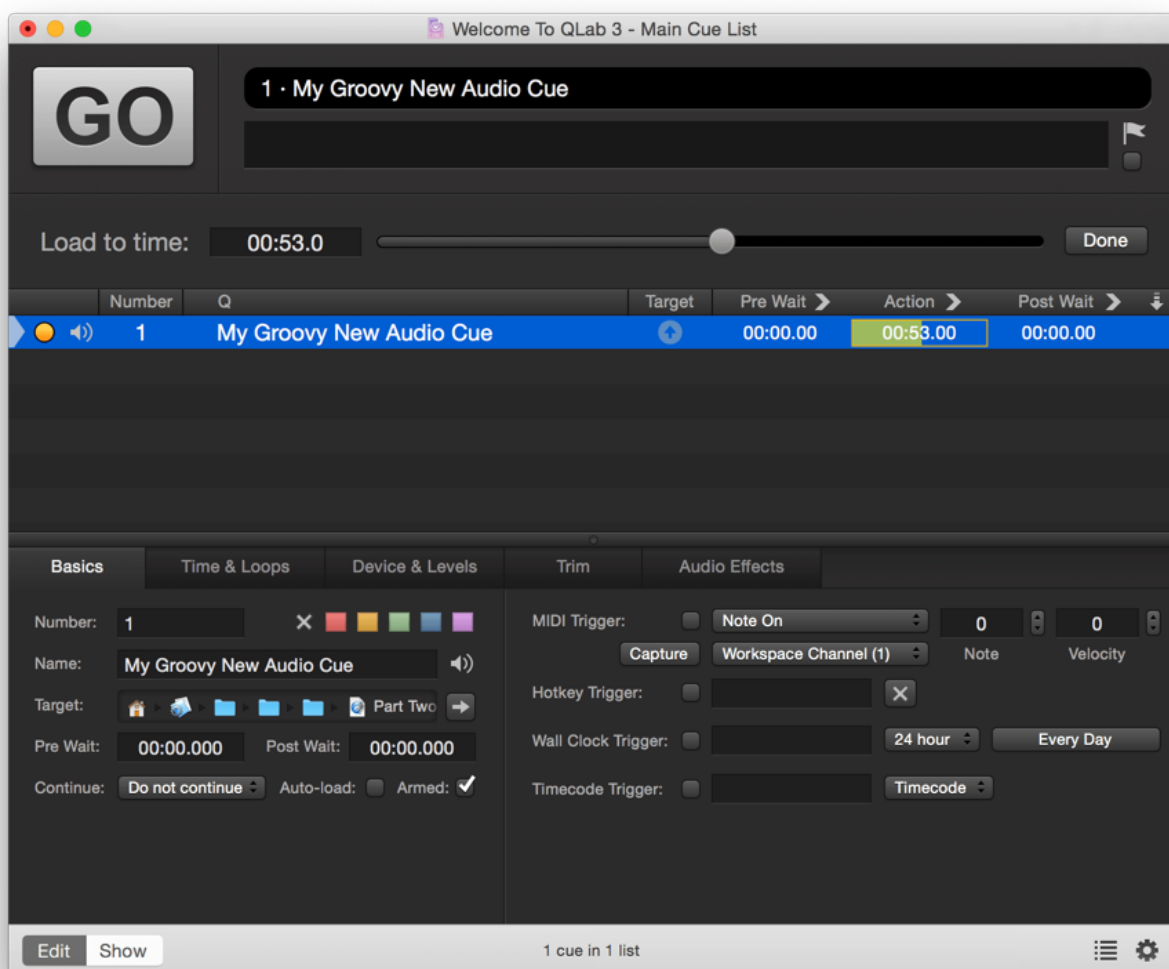 Welcome To QLab 3 - Main Cue List
GO
1 · My Groovy New Audio Cue
Load to time: 00:53.0 Done
Number Q Target Pre Wait Action Post Wait
1 My Groovy New Audio Cue 00:00.00 00:53.00 00:00.00
Basics Time & Loops Device & Levels Trim Audio Effects
Number: 1
Name: My Groovy New Audio Cue
Target: Part Two
Pre Wait: 00:00.000 Post Wait: 00:00.000
Continue: Do not continue Auto-load: Armed:
MIDI Trigger: Note On 0 0
Capture Workspace Channel (1) Note Velocity
Hotkey Trigger:
Wall Clock Trigger: 24 hour Every Day
Timecode Trigger: Timecode
Edit Show 1 cue in 1 list